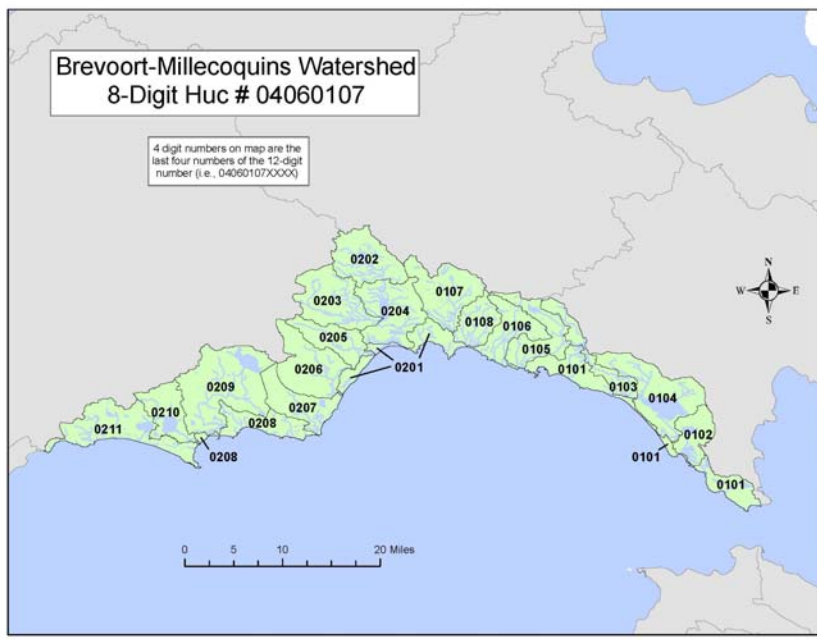 Brevoort-Millecoquins Watershed
8-Digit Huc # 04060107
4 digit numbers on map are the
last four numbers of the 12-digit
number (i.e., 04060107XXXX)
0202
0107
0203
0204
0108
0106
0205
0105
0201
0101
0206
0209
0103
0104
0207
0210
0208
0211
0102
0208
0101
0101
N
W
E
S
0 5 10 20 Miles